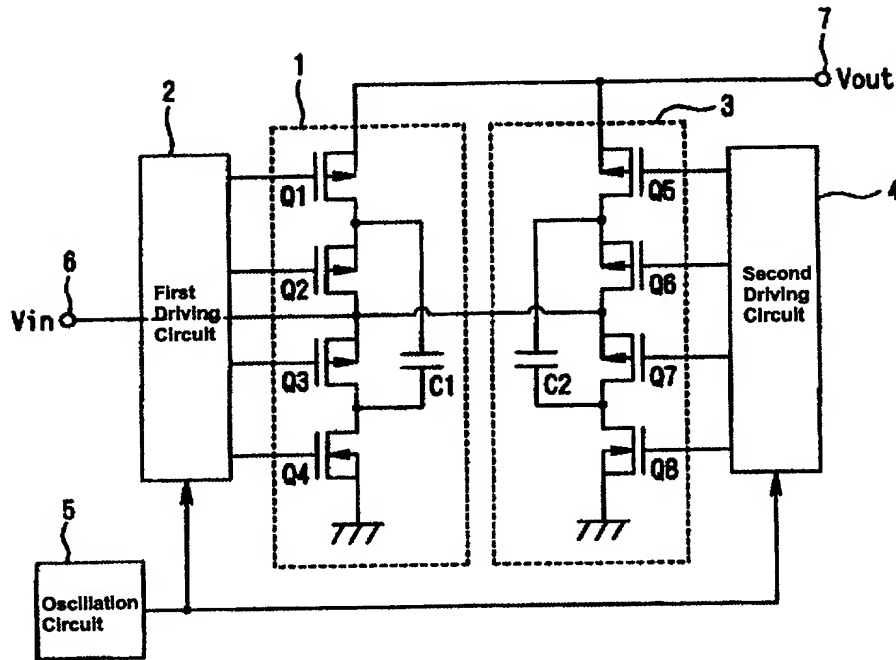 7
Vout
1
3
2
4
Q1
Q5
6
Q2
Q6
Vin
First
Driving
Circuit
Second
Driving
Circuit
Q3
C1
C2
Q7
Q4
Q8
5
Oscillation
Circuit